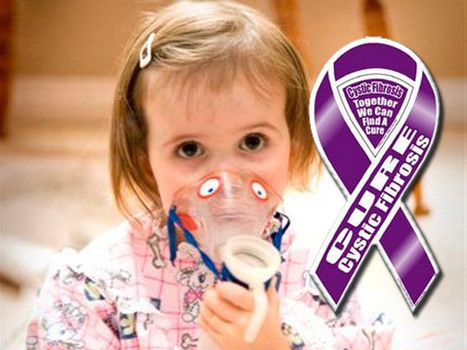 Cystic Fibrosis
Together
We Can
Find A
Cure
CURE
Cystic Fibrosis